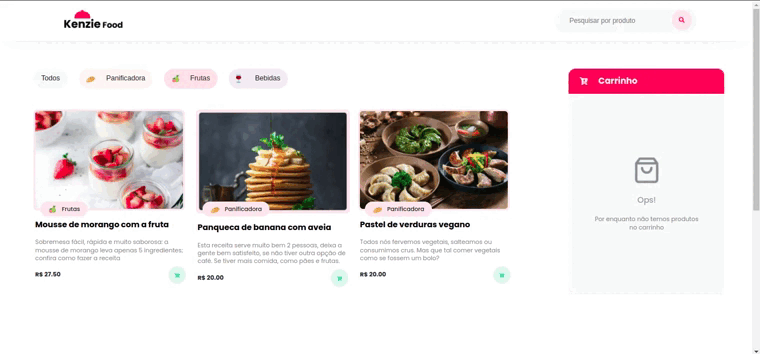 Kenzie Food
Pesquisar por produto
Todos
Panificadora
Frutas
Bebidas
Carrinho
Frutas
Mousse de morango com a fruta
Sobremesa fácil, rápida e muito saborosa: a
mousse de morango leva apenas 5 ingredientes;
confira como fazer a receita
R$ 27.50
Panificadora
Panqueca de banana com aveia
Esta receita serve muito bem 2 pessoas, deixa a
gente bem satisfeito, se não tiver outra opção de
café. Se tiver mais comida, como pães e frutas.
R$ 20.00
Panificadora
Pastel de verduras vegano
Todos nós fervemos vegetais, salteamos ou
consumimos crus. Mas que tal comer vegetais
como se fossem um bolo?
R$ 20.00
Ops!
Por enquanto não temos produtos
no carrinho